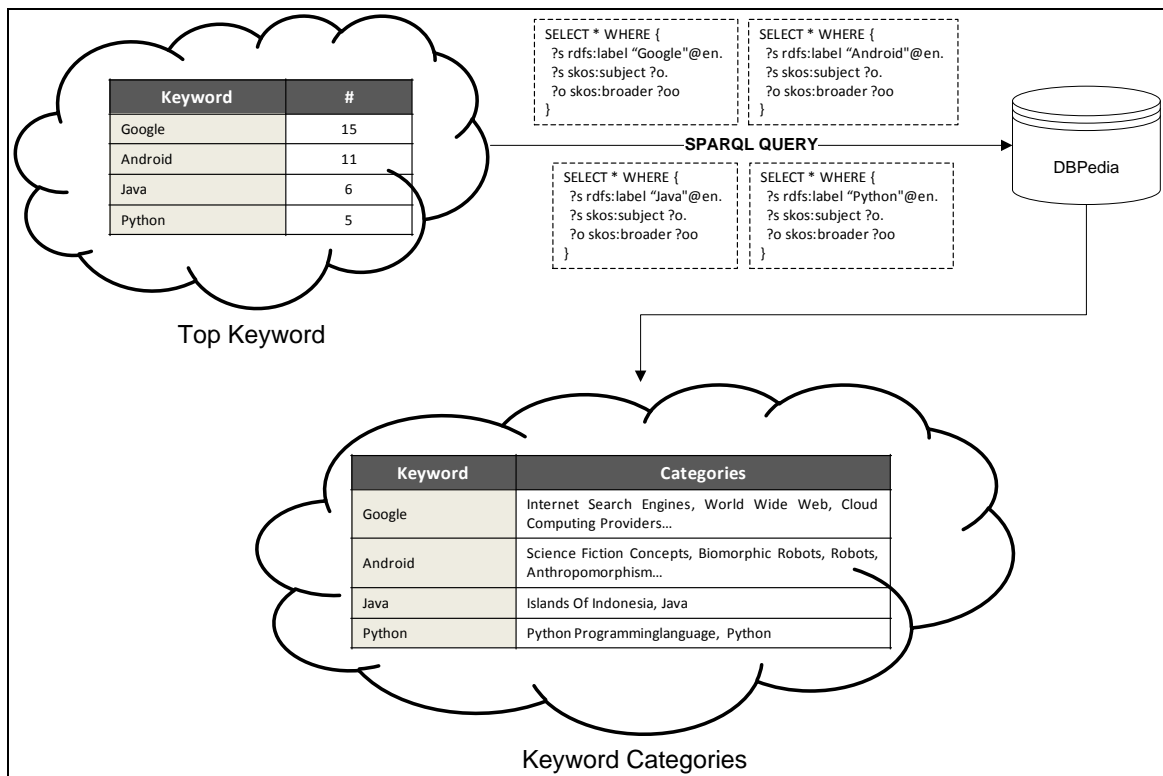 Keyword #
Google 15
Android 11
Java 6
Python 5
Top Keyword
SELECT * WHERE {
?s rdfs:label “Google"@en.
?s skos:subject ?o.
?o skos:broader ?oo
}
SELECT * WHERE {
?s rdfs:label “Android"@en.
?s skos:subject ?o.
?o skos:broader ?oo
}
SPARQL QUERY
SELECT * WHERE {
?s rdfs:label “Java"@en.
?s skos:subject ?o.
?o skos:broader ?oo
}
SELECT * WHERE {
?s rdfs:label “Python"@en.
?s skos:subject ?o.
?o skos:broader ?oo
}
DBPedia
Keyword Categories
Google
Internet Search Engines, World Wide Web, Cloud
Computing Providers…
Android
Science Fiction Concepts, Biomorphic Robots, Robots,
Anthropomorphism…
Java Islands Of Indonesia, Java
Python Python Programminglanguage, Python
Keyword Categories